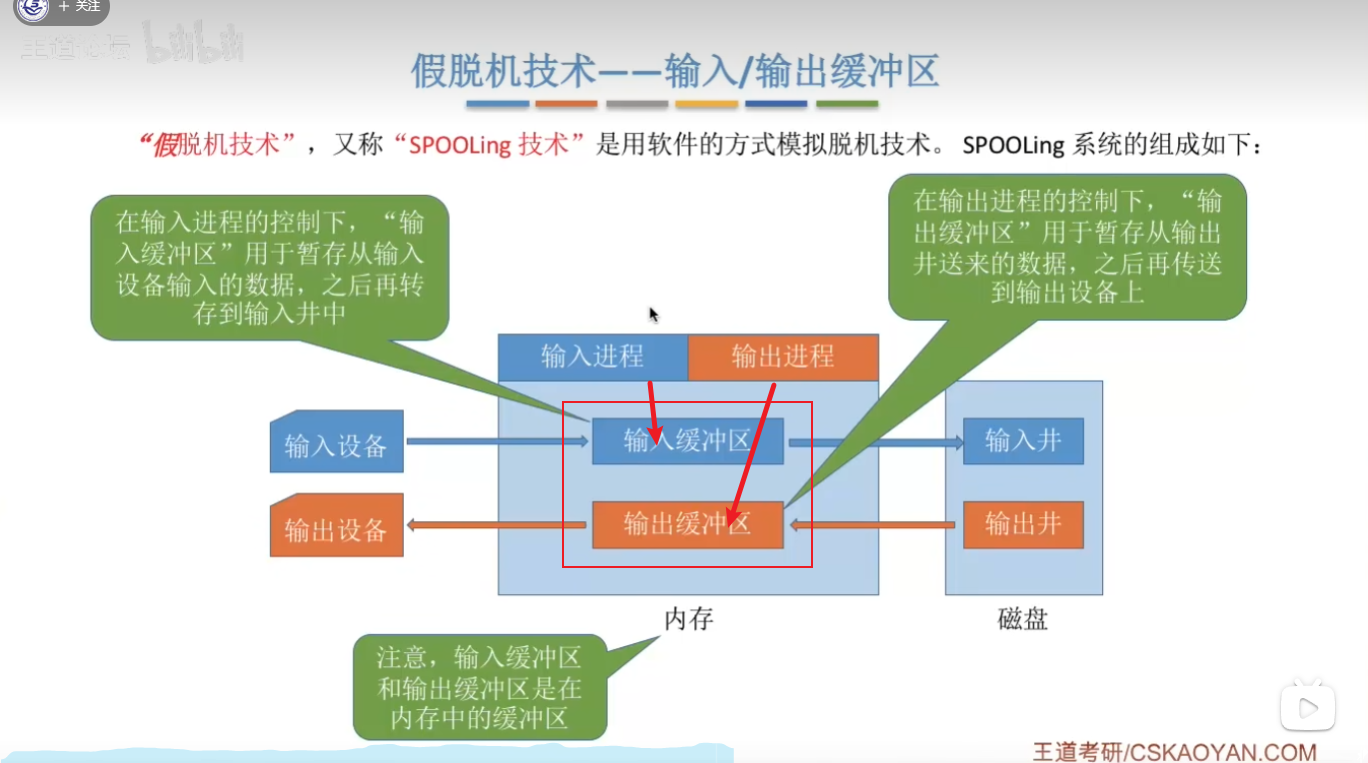 + 关注
王道论坛 bilibili
假脱机技术——输入/输出缓冲区
“假脱机技术”，又称“SPOOLing 技术”是用软件的方式模拟脱机技术。 SPOOLing 系统的组成如下：
在输入进程的控制下，“输
入缓冲区”用于暂存从输入
设备输入的数据，之后再转
存到输入井中
在输出进程的控制下，“输
出缓冲区”用于暂存从输出
井送来的数据，之后再传送
到输出设备上
输入进程
输出进程
输入设备
输入缓冲区
输入井
输出设备
输出缓冲区
输出井
内存
磁盘
注意，输入缓冲区
和输出缓冲区是在
内存中的缓冲区
王道考研/CSKAOYAN.COM